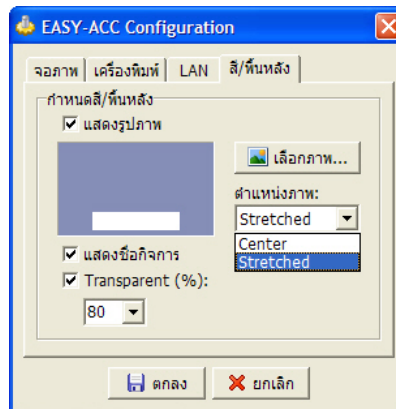 EASY-ACC Configuration
จอภาพ เครื่องพิมพ์ LAN สี/พื้นหลัง
กำหนดสี/พื้นหลัง
แสดงรูปภาพ
เลือกภาพ...
ตำแหน่งภาพ:
Stretched
Center
Stretched
แสดงชื่อกิจการ
Transparent (%):
80
ตกลง ยกเลิก